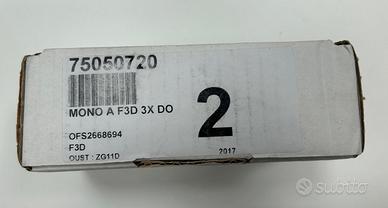 75050720
MONO A F3D 3X DO
2
OFS2668694
F3D
OUST : ZG11D
2017
subito